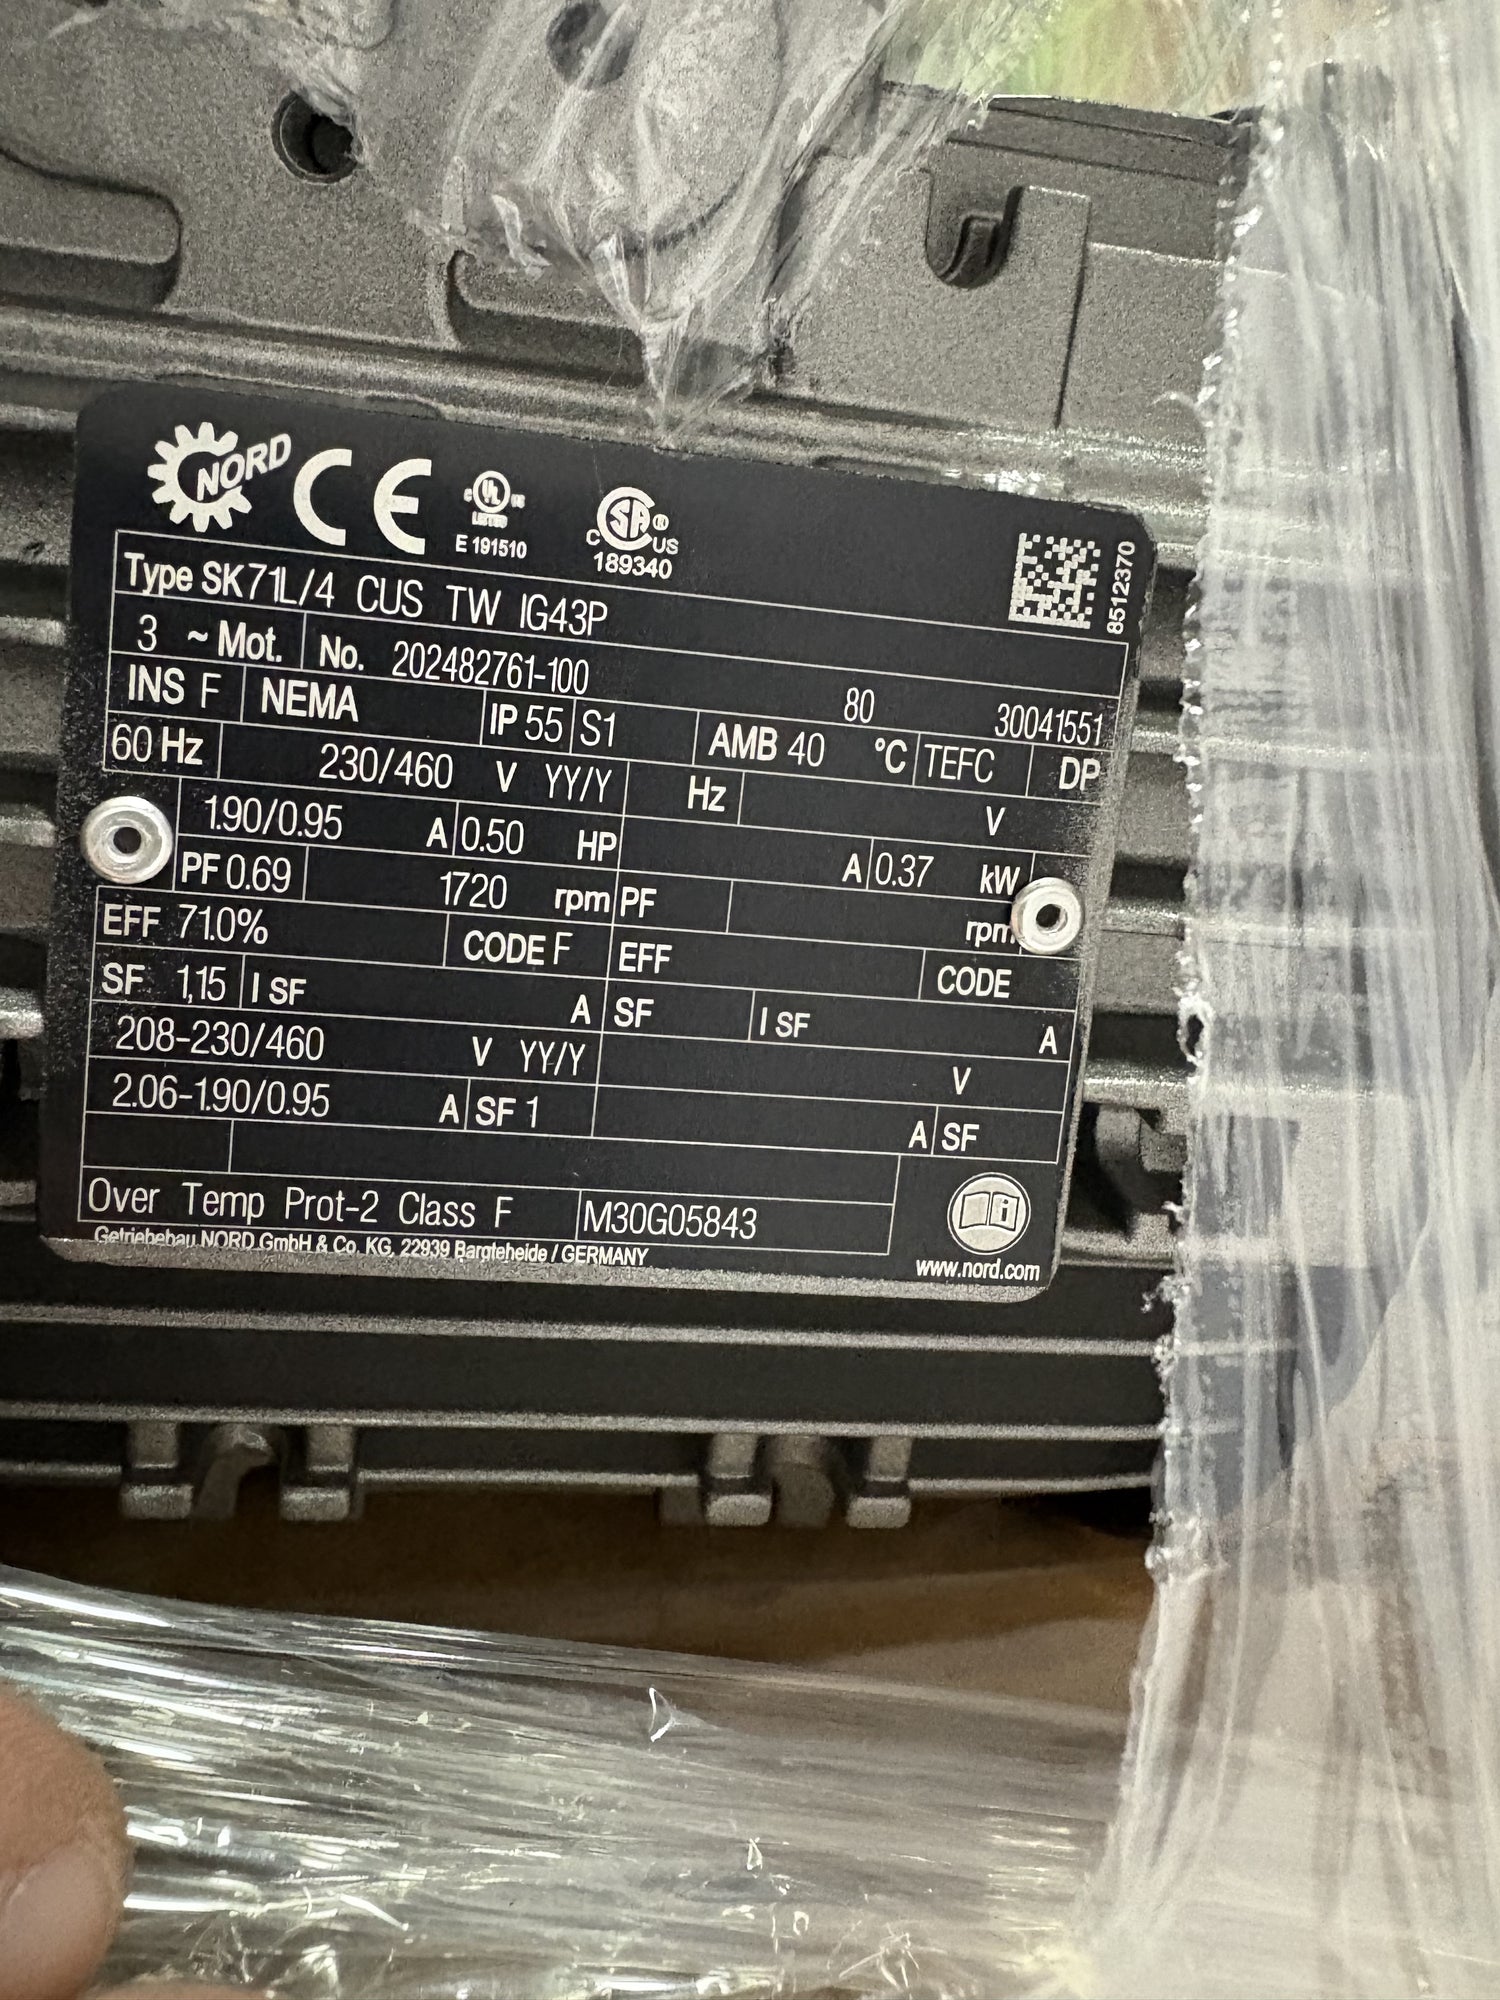 NORD CE C UL US LISTED E 191510 C SA ® US 189340
8512370
Type SK71L/4 CUS TW IG43P
3 ~ Mot. No. 202482761-100 80 30041551
INS F NEMA IP 55 S1 AMB 40 °C TEFC DP
60 Hz 230/460 V YY/Y Hz V
1.90/0.95 A 0.50 HP A 0.37 kW
PF 0.69 1720 rpm PF rpm
EFF 71.0% CODE F EFF CODE
SF 1,15 I SF A SF I SF A
208-230/460 V YY/Y V
2.06-1.90/0.95 A SF 1 A SF
Over Temp Prot-2 Class F M30G05843
Getriebebau NORD GmbH & Co. KG, 22939 Bargteheide / GERMANY
www.nord.com